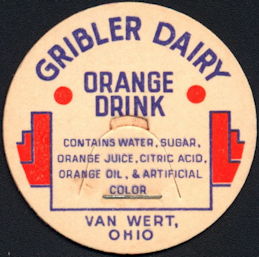 GRIBLER DAIRY
ORANGE
DRINK
CONTAINS WATER, SUGAR,
ORANGE JUICE, CITRIC ACID,
ORANGE OIL, & ARTIFICIAL
COLOR
VAN WERT,
OHIO